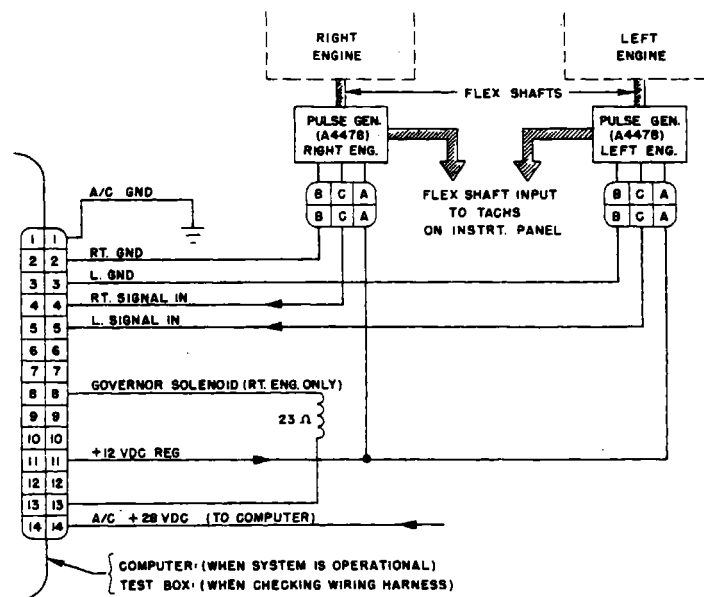 RIGHT
ENGINE
LEFT
ENGINE
FLEX SHAFTS
PULSE GEN.
(A4478)
RIGHT ENG.
PULSE GEN.
(A4478)
LEFT ENG.
B C A
B C A
FLEX SHAFT INPUT
TO TACHS
ON INSTRT. PANEL
B C A
B C A
A/C GND
1 1
2 2 RT. GND
3 3 L. GND
4 4 RT. SIGNAL IN
5 5 L. SIGNAL IN
6 6
7 7
8 8 GOVERNOR SOLENOID (RT. ENG. ONLY)
9 9
23 Ω
10 10
11 11 +12 VDC REG
12 12
13 13
14 14 A/C +28 VDC (TO COMPUTER)
COMPUTER: (WHEN SYSTEM IS OPERATIONAL)
TEST BOX: (WHEN CHECKING WIRING HARNESS)